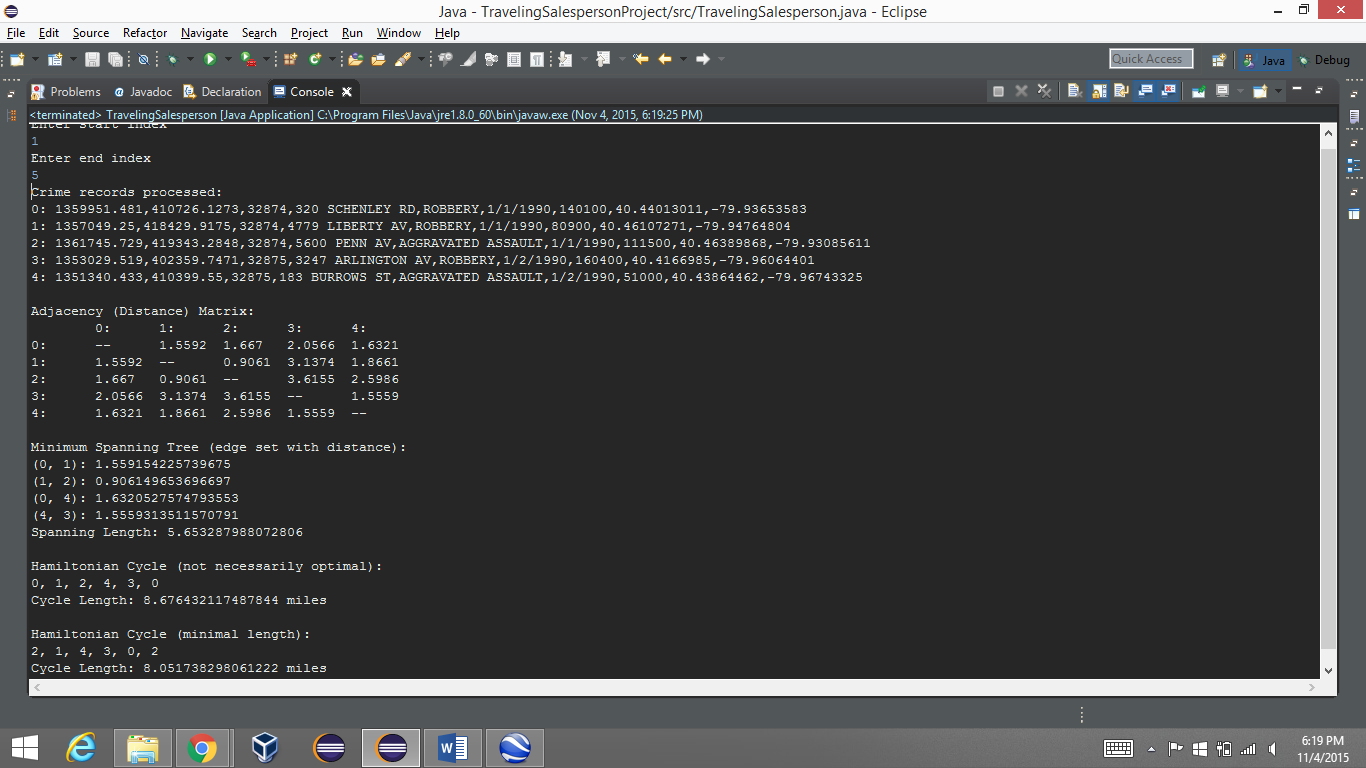 Java - TravelingSalespersonProject/src/TravelingSalesperson.java - Eclipse
File Edit Source Refactor Navigate Search Project Run Window Help
Quick Access Java Debug
Problems @ Javadoc Declaration Console
<terminated> TravelingSalesperson [Java Application] C:\Program Files\Java\jre1.8.0_60\bin\javaw.exe (Nov 4, 2015, 6:19:25 PM)
Enter start index
1
Enter end index
5
Crime records processed:
0: 1359951.481,410726.1273,32874,320 SCHENLEY RD,ROBBERY,1/1/1990,140100,40.44013011,-79.93653583
1: 1357049.25,418429.9175,32874,4779 LIBERTY AV,ROBBERY,1/1/1990,80900,40.46107271,-79.94764804
2: 1361745.729,419343.2848,32874,5600 PENN AV,AGGRAVATED ASSAULT,1/1/1990,111500,40.46389868,-79.93085611
3: 1353029.519,402359.7471,32875,3247 ARLINGTON AV,ROBBERY,1/2/1990,160400,40.4166985,-79.96064401
4: 1351340.433,410399.55,32875,183 BURROWS ST,AGGRAVATED ASSAULT,1/2/1990,51000,40.43864462,-79.96743325
Adjacency (Distance) Matrix:
0: 1: 2: 3: 4:
0: -- 1.5592 1.667 2.0566 1.6321
1: 1.5592 -- 0.9061 3.1374 1.8661
2: 1.667 0.9061 -- 3.6155 2.5986
3: 2.0566 3.1374 3.6155 -- 1.5559
4: 1.6321 1.8661 2.5986 1.5559 --
Minimum Spanning Tree (edge set with distance):
(0, 1): 1.559154225739675
(1, 2): 0.906149653696697
(0, 4): 1.6320527574793553
(4, 3): 1.5559313511570791
Spanning Length: 5.653287988072806
Hamiltonian Cycle (not necessarily optimal):
0, 1, 2, 4, 3, 0
Cycle Length: 8.676432117487844 miles
Hamiltonian Cycle (minimal length):
2, 1, 4, 3, 0, 2
Cycle Length: 8.051738298061222 miles
6:19 PM
11/4/2015